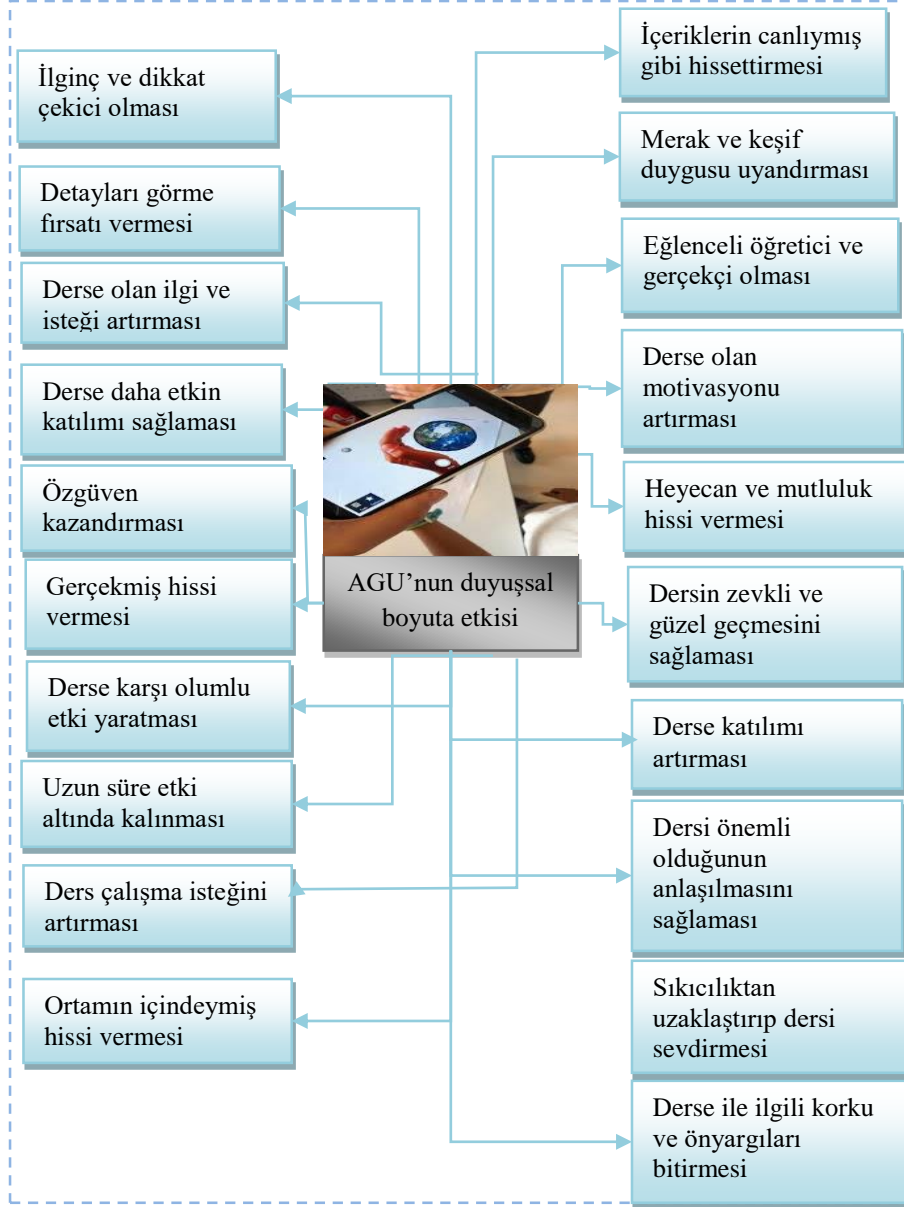 İlginç ve dikkat
çekici olması
Detayları görme
fırsatı vermesi
Derse olan ilgi ve
isteği artırması
Derse daha etkin
katılımı sağlaması
Özgüven
kazandırması
Gerçekmiş hissi
vermesi
Derse karşı olumlu
etki yaratması
Uzun süre etki
altında kalınması
Ders çalışma isteğini
artırması
Ortamın içindeymiş
hissi vermesi
AGU’nun duyuşsal
boyuta etkisi
İçeriklerin canlıymış
gibi hissettirmesi
Merak ve keşif
duygusu uyandırması
Eğlenceli öğretici ve
gerçekçi olması
Derse olan
motivasyonu
artırması
Heyecan ve mutluluk
hissi vermesi
Dersin zevkli ve
güzel geçmesini
sağlaması
Derse katılımı
artırması
Dersi önemli
olduğunun
anlaşılmasını
sağlaması
Sıkıcılıktan
uzaklaştırıp dersi
sevdirmesi
Derse ile ilgili korku
ve önyargıları
bitirmesi